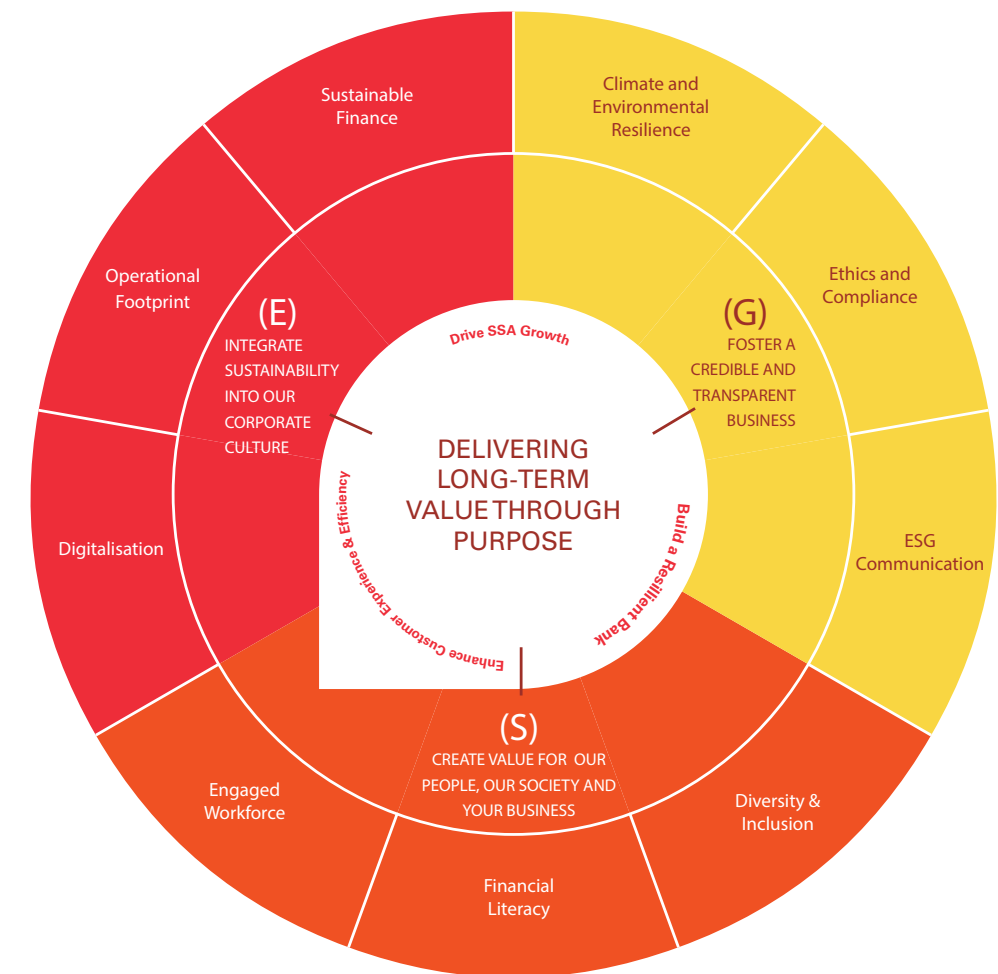 Sustainable
Finance
Climate and
Environmental
Resilience
Operational
Footprint
Ethics and
Compliance
(E)
INTEGRATE
SUSTAINABILITY
INTO OUR
CORPORATE
CULTURE
(G)
FOSTER A
CREDIBLE AND
TRANSPARENT
BUSINESS
Drive SSA Growth
DELIVERING
LONG-TERM
VALUE THROUGH
PURPOSE
Enhance Customer Experience & Efficiency
Build a Resilient Bank
Digitalisation
ESG
Communication
(S)
CREATE VALUE FOR OUR
PEOPLE, OUR SOCIETY AND
YOUR BUSINESS
Engaged
Workforce
Diversity &
Inclusion
Financial
Literacy